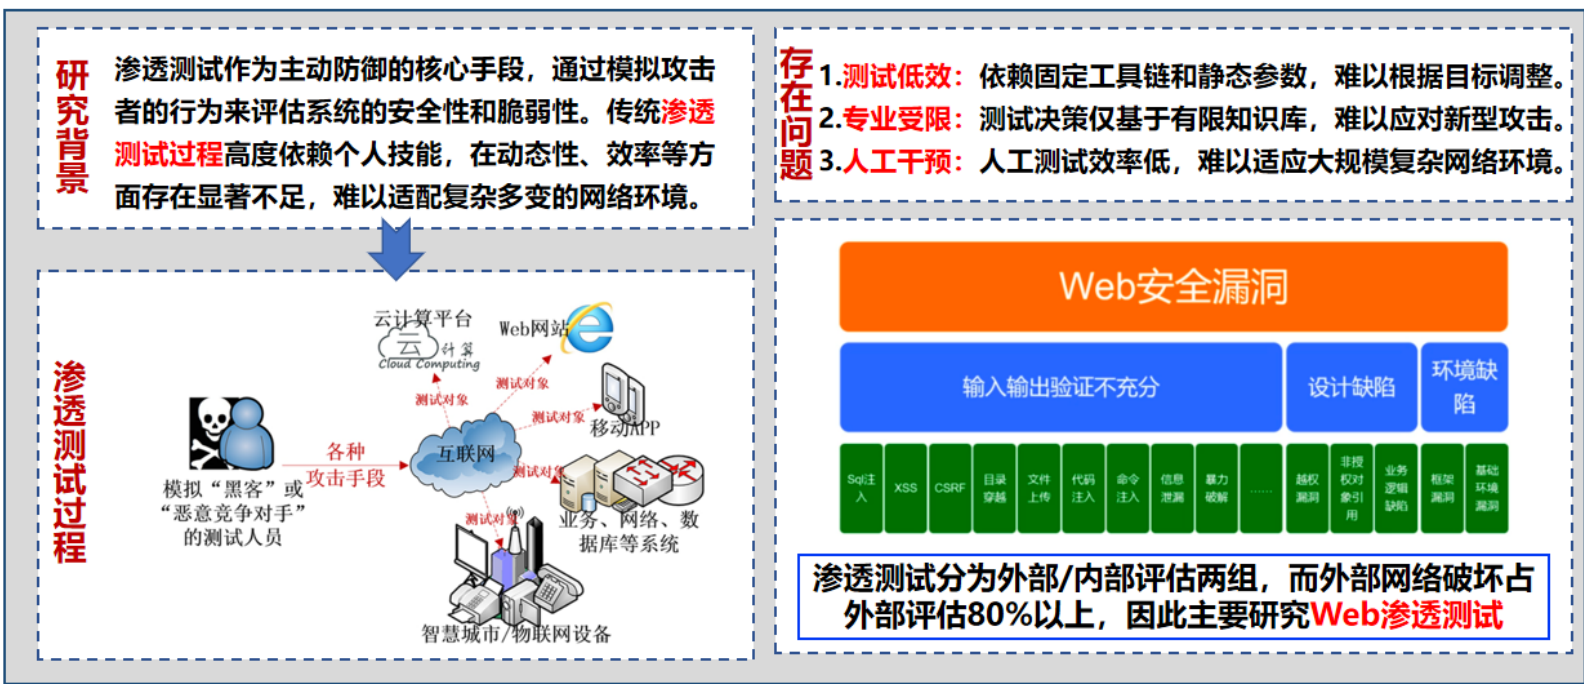 研究背景
渗透测试作为主动防御的核心手段，通过模拟攻击
者的行为来评估系统的安全性和脆弱性。传统渗透
测试过程高度依赖个人技能，在动态性、效率等方
面存在显著不足，难以适配复杂多变的网络环境。
存在问题
1.测试低效：依赖固定工具链和静态参数，难以根据目标调整。
2.专业受限：测试决策仅基于有限知识库，难以应对新型攻击。
3.人工干预：人工测试效率低，难以适应大规模复杂网络环境。
渗透测试过程
云计算平台
云计算
Cloud Computing
Web网站
测试对象
测试对象
测试对象
移动APP
各种
攻击手段
互联网
测试对象
模拟“黑客”或
“恶意竞争对手”
的测试人员
测试对象
业务、网络、数
据库等系统
智慧城市/物联网设备
Web安全漏洞
输入输出验证不充分
设计缺陷
环境缺
陷
Sql注
入
XSS
CSRF
目录
穿越
文件
上传
代码
注入
命令
注入
信息
泄漏
暴力
破解
……
越权
漏洞
非授
权对
象引
用
业务
逻辑
缺陷
框架
漏洞
基础
环境
漏洞
渗透测试分为外部/内部评估两组，而外部网络破坏占
外部评估80%以上，因此主要研究Web渗透测试